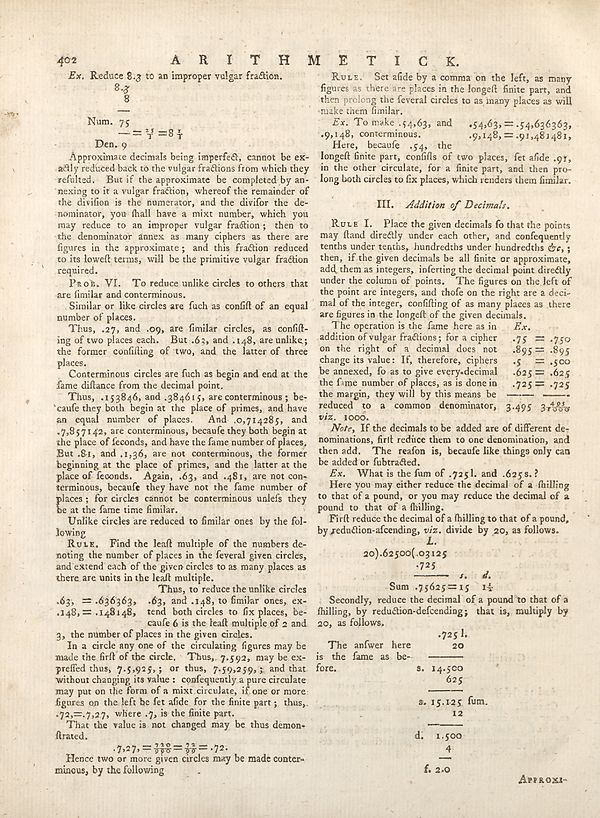 402
ARITHMETICK.
Ex. Reduce 8.3 to an improper vulgar fraction.
8.3
8
—
Num. 75
— = 25/3 = 8 1/3
Den. 9
Approximate decimals being imperfect, cannot be ex-
actly reduced back to the vulgar fractions from which they
resulted. But if the approximate be completed by an-
nexing to it a vulgar fraction, whereof the remainder of
the division is the numerator, and the divisor the de-
nominator, you shall have a mixt number, which you
may reduce to an improper vulgar fraction; then to
the denominator annex as many ciphers as there are
figures in the approximate; and this fraction reduced
to its lowest terms, will be the primitive vulgar fraction
required.
PROB. VI. To reduce unlike circles to others that
are similar and conterminous.
Similar or like circles are such as consist of an equal
number of places.
Thus, .27, and .09, are similar circles, as consist-
ing of two places each. But .63, and .148, are unlike;
the former consisting of two, and the latter of three
places.
Conterminous circles are such as begin and end at the
same distance from the decimal point.
Thus, .153846, and .384615, are conterminous; be-
cause they both begin at the place of primes, and have
an equal number of places. And .0,714285, and
.7,857142, are conterminous, because they both begin at
the place of seconds, and have the same number of places.
But .81, and .1,36, are not conterminous, the former
beginning at the place of primes, and the latter at the
place of seconds. Again, .63, and .481, are not con-
terminous, because they have not the same number of
places; for circles cannot be conterminous unless they
be at the same time similar.
Unlike circles are reduced to similar ones by the fol-
lowing
RULE. Find the least multiple of the numbers de-
noting the number of places in the several given circles,
and extend each of the given circles to as many places as
there are units in the least multiple.
Thus, to reduce the unlike circles
.63, = .636363, .63, and .148, to similar ones, ex-
.148, = .148148, tend both circles to six places, be-
cause 6 is the least multiple of 2 and
3, the number of places in the given circles.
In a circle any one of the circulating figures may be
made the first of the circle. Thus, 7.592, may be ex-
pressed thus, 7.5,925,; or thus, 7.59,259,; and that
without changing its value: consequently a pure circulate
may put on the form of a mixt circulate, if one or more
figures on the left be set aside for the finite part; thus,
.72,=.7,27, where .7, is the finite part.
That the value is not changed may be thus demon-
strated.
.7,27, = 720/990 = 72/99 = .72.
Hence two or more given circles may be made conter-
minous, by the following
RULE. Set aside by a comma on the left, as many
figures as there are places in the longest finite part, and
then prolong the several circles to as many places as will
make them similar.
Ex. To make .54,63, and .54,63, = .54,636363,
.9,148, conterminous. .9,148, = .91,481481,
Here, because .54, the
longest finite part, consists of two places, set aside .91,
in the other circulate, for a finite part, and then pro-
long both circles to six places, which renders them similar.
III. Addition of Decimals.
RULE I. Place the given decimals so that the points
may stand directly under each other, and consequently
tenths under tenths, hundredths under hundredths &c.;
then, if the given decimals be all finite or approximate,
add them as integers, inserting the decimal point directly
under the column of points. The figures on the left of
the point are integers, and those on the right are a deci-
mal of the integer, consisting of as many places as there
are figures in the longest of the given decimals.
The operation is the same here as in Ex.
addition of vulgar fractions; for a cipher .75 = .750
on the right of a decimal does not .895 = .895
change its value: If, therefore, ciphers .5 = .500
be annexed, so as to give every decimal .625 = .625
the same number of places, as is done in .725 = .725
the margin, they will by this means be —— ——
reduced to a common denominator, 3.495 3 495/1000
viz. 1000.
Note, If the decimals to be added are of different de-
nominations, first reduce them to one denomination, and
then add. The reason is, because like things only can
be added or subtracted.
Ex. What is the sum of .725 l. and .625 s.?
Here you may either reduce the decimal of a shilling
to that of a pound, or you may reduce the decimal of a
pound to that of a shilling.
First reduce the decimal of a shilling to that of a pound,
by reduction-ascending, viz. divide by 20, as follows.
L.
20).62500(.03125
.725
—— s. d.
Sum .75625 = 15 1½
Secondly, reduce the decimal of a pound to that of a
shilling, by reduction-descending; that is, multiply by
20, as follows.
.725 l.
The answer here 20
is the same as be- ——
fore. s. 14.500
625
——
s. 15.125 sum.
12
——
d. 1.500
4
——
f. 2.0
APPROXI-